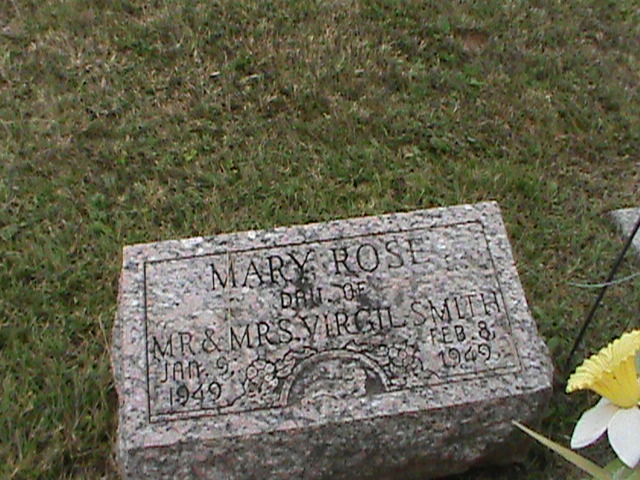 MARY ROSE
DAU. OF
MR & MRS. VIRGIL SMITH
JAN. 9, FEB. 8,
1949 1949